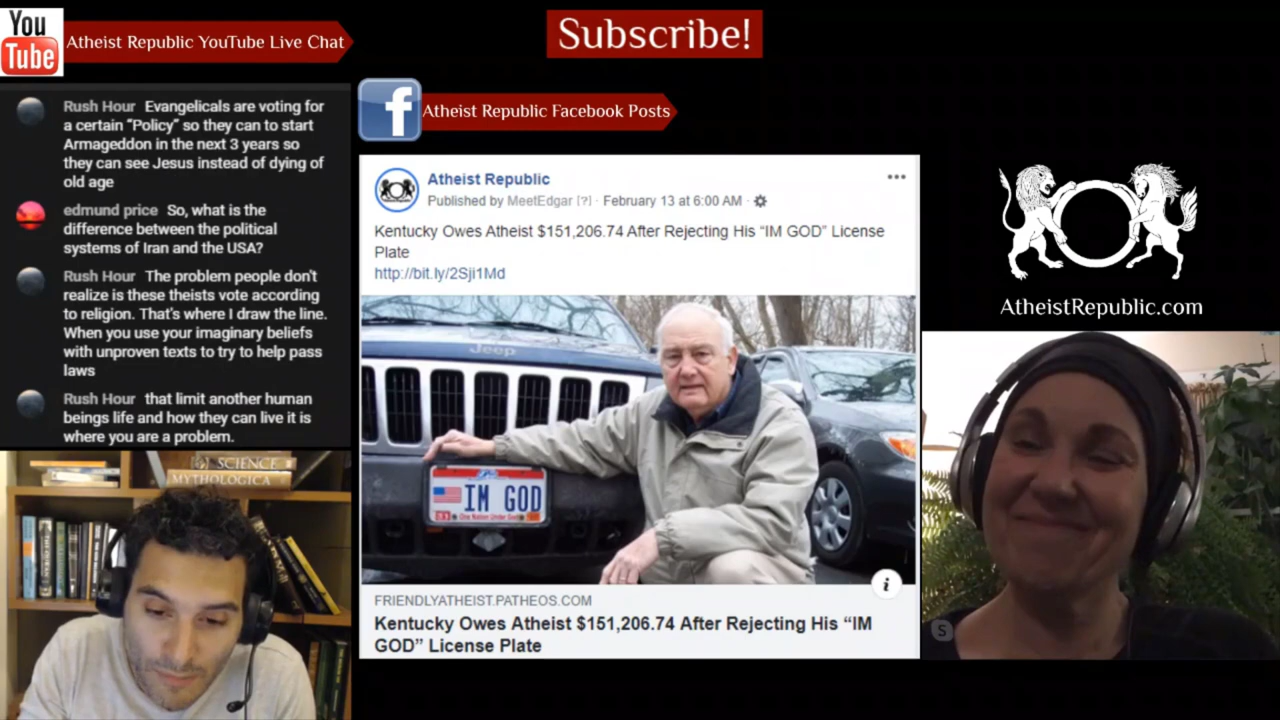 You
Tube
Atheist Republic YouTube Live Chat
Subscribe!
Rush Hour Evangelicals are voting for
a certain “Policy” so they can to start
Armageddon in the next 3 years so
they can see Jesus instead of dying of
old age
edmund price So, what is the
difference between the political
systems of Iran and the USA?
Rush Hour The problem people don't
realize is these theists vote according
to religion. That's where I draw the line.
When you use your imaginary beliefs
with unproven texts to try to help pass
laws
Rush Hour that limit another human
beings life and how they can live it is
where you are a problem.
SCIENCE
MYTHOLOGICA
f
Atheist Republic Facebook Posts
Atheist Republic
Published by MeetEdgar [?] · February 13 at 6:00 AM ·
Kentucky Owes Atheist $151,206.74 After Rejecting His “IM GOD” License
Plate
http://bit.ly/2Sji1Md
Jeep
IM GOD
One Nation Under God
i
FRIENDLYATHEIST.PATHEOS.COM
Kentucky Owes Atheist $151,206.74 After Rejecting His “IM
GOD” License Plate
AtheistRepublic.com
S